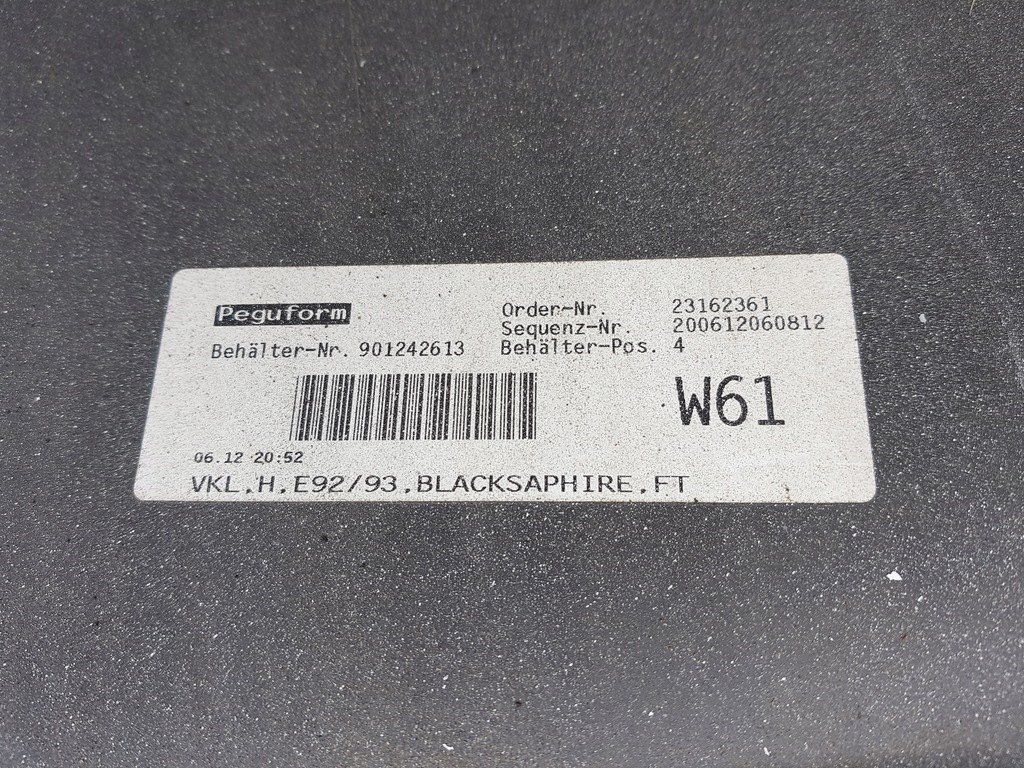 Peguform
Order-Nr. 23162361
Sequenz-Nr. 200612060812
Behälter-Nr. 901242613 Behälter-Pos. 4
W61
06.12 20:52
VKL.H.E92/93.BLACKSAPHIRE.FT